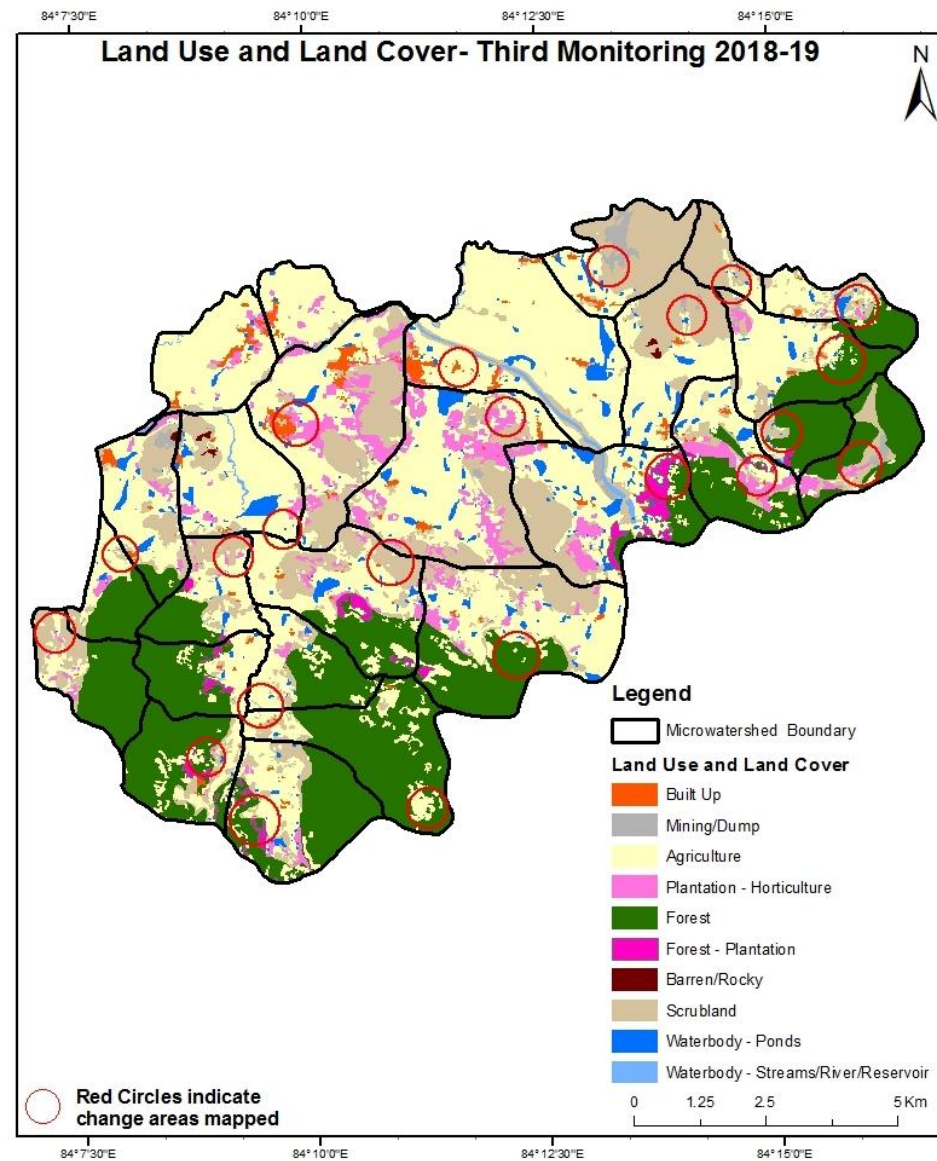 84°7'30"E 84°10'0"E 84°12'30"E 84°15'0"E
Land Use and Land Cover- Third Monitoring 2018-19
N
Legend
Microwatershed Boundary
Land Use and Land Cover
Built Up
Mining/Dump
Agriculture
Plantation - Horticulture
Forest
Forest - Plantation
Barren/Rocky
Scrubland
Waterbody - Ponds
Waterbody - Streams/River/Reservoir
Red Circles indicate
change areas mapped
0 1.25 2.5 5 Km
84°7'30"E 84°10'0"E 84°12'30"E 84°15'0"E